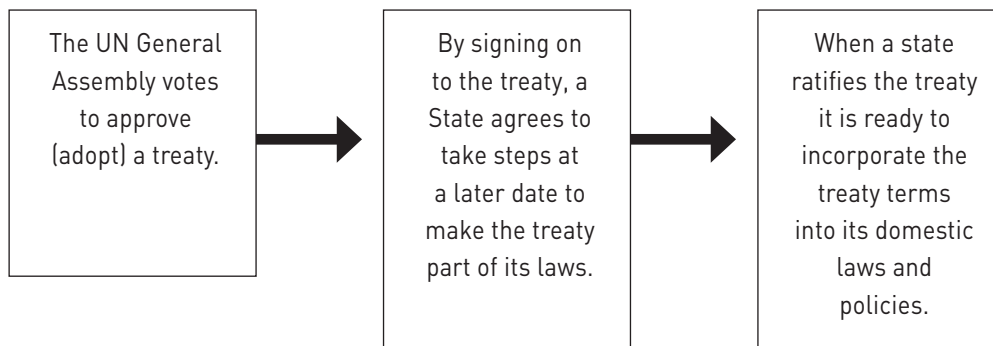 The UN General
Assembly votes
to approve
(adopt) a treaty.
By signing on
to the treaty, a
State agrees to
take steps at
a later date to
make the treaty
part of its laws.
When a state
ratifies the treaty
it is ready to
incorporate the
treaty terms
into its domestic
laws and
policies.